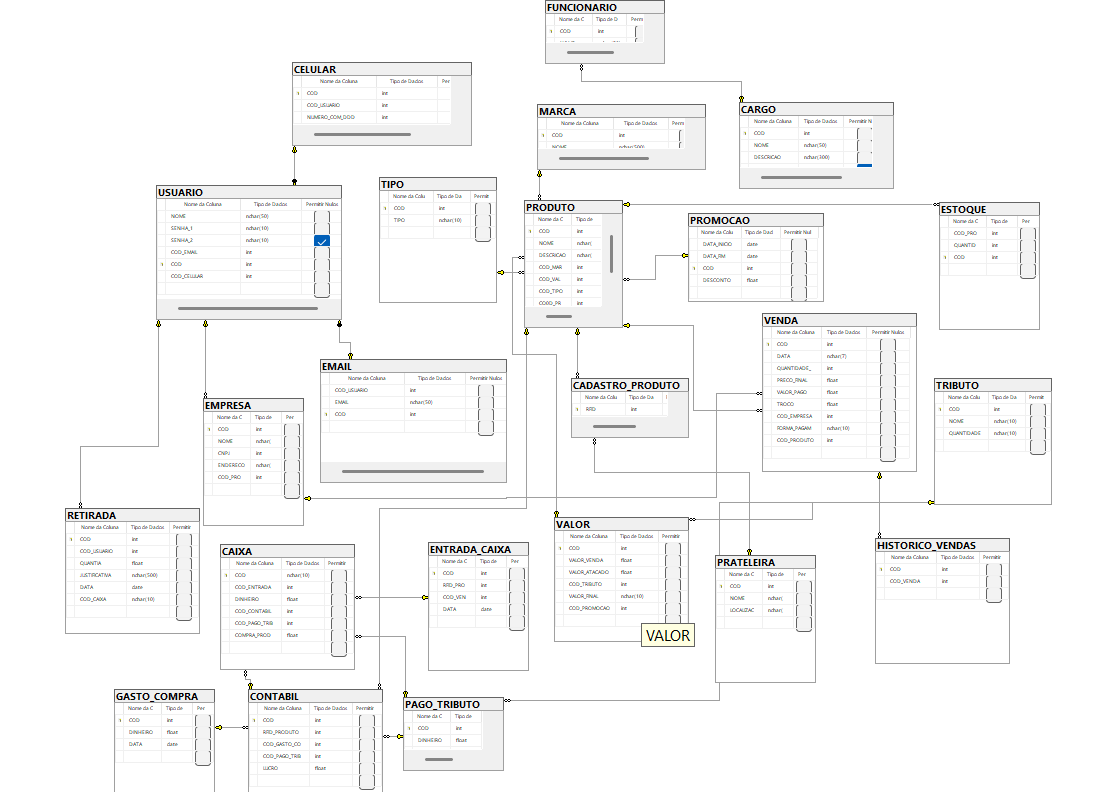 FUNCIONARIO
Nome da C Tipo de D Perm
COD int
CELULAR
Nome da Coluna Tipo de Dados Per
COD int
COD_USUARIO int
NUMERO_COM_DDD int
MARCA
Nome da Coluna Tipo de Dados Perm
COD int
NOME nchar(500)
CARGO
Nome da Coluna Tipo de Dados Permitir N
COD int
NOME nchar(50)
DESCRICAO nchar(300)
USUARIO
Nome da Coluna Tipo de Dados Permitir Nulos
NOME nchar(50)
SENHA_1 nchar(10)
SENHA_2 nchar(10)
COD_EMAIL int
COD int
COD_CELULAR int
TIPO
Nome da Colu Tipo de Da Permit
COD int
TIPO nchar(10)
PRODUTO
Nome da C Tipo de
COD int
NOME nchar(
DESCRICAO nchar(
COD_MAR int
COD_VAL int
COD_TIPO int
COD_PR int
PROMOCAO
Nome da Colu Tipo de Dad Permitir Nul
DATA_INICIO date
DATA_FIM date
COD int
DESCONTO float
ESTOQUE
Nome da C Tipo de Per
COD_PRO int
QUANTID int
COD int
VENDA
Nome da Coluna Tipo de Dados Permitir Nulos
COD int
DATA nchar(7)
QUANTIDADE_ int
PRECO_FINAL float
VALOR_PAGO float
TROCO float
COD_EMPRESA int
FORMA_PAGAM nchar(10)
COD_PRODUTO int
EMAIL
Nome da Coluna Tipo de Dados Permitir Nulos
COD_USUARIO int
EMAIL nchar(50)
COD int
CADASTRO_PRODUTO
Nome da Colu Tipo de Da
RFID int
TRIBUTO
Nome da Colu Tipo de Da Permit
COD int
NOME nchar(10)
QUANTIDADE nchar(10)
EMPRESA
Nome da C Tipo de Per
COD int
NOME nchar(
CNPJ int
ENDERECO nchar(
COD_PRO int
RETIRADA
Nome da Coluna Tipo de Dados Permitir
COD int
COD_USUARIO int
QUANTIA float
JUSTIFICATIVA nchar(500)
DATA date
COD_CAIXA nchar(10)
CAIXA
Nome da Coluna Tipo de Dados Permitir
COD nchar(10)
COD_ENTRADA int
DINHEIRO float
COD_CONTABIL int
COD_PAGO_TRIB int
COMPRA_PROD float
ENTRADA_CAIXA
Nome da C Tipo de Per
COD int
RFID_PRO int
COD_VEN int
DATA date
VALOR
Nome da Coluna Tipo de Dados Permitir
COD int
VALOR_VENDA float
VALOR_ATACADO float
COD_TRIBUTO int
VALOR_FINAL nchar(10)
COD_PROMOCAO int
VALOR
PRATELEIRA
Nome da C Tipo de Per
COD int
NOME nchar(
LOCALIZAC nchar(
HISTORICO_VENDAS
Nome da Coluna Tipo de Dados Permitir
COD int
COD_VENDA int
GASTO_COMPRA
Nome da C Tipo de Per
COD int
DINHEIRO float
DATA date
CONTABIL
Nome da Coluna Tipo de Dados Permitir
COD int
RFID_PRODUTO int
COD_GASTO_CO int
COD_PAGO_TRIB int
LUCRO float
PAGO_TRIBUTO
Nome da C Tipo de
COD int
DINHEIRO float